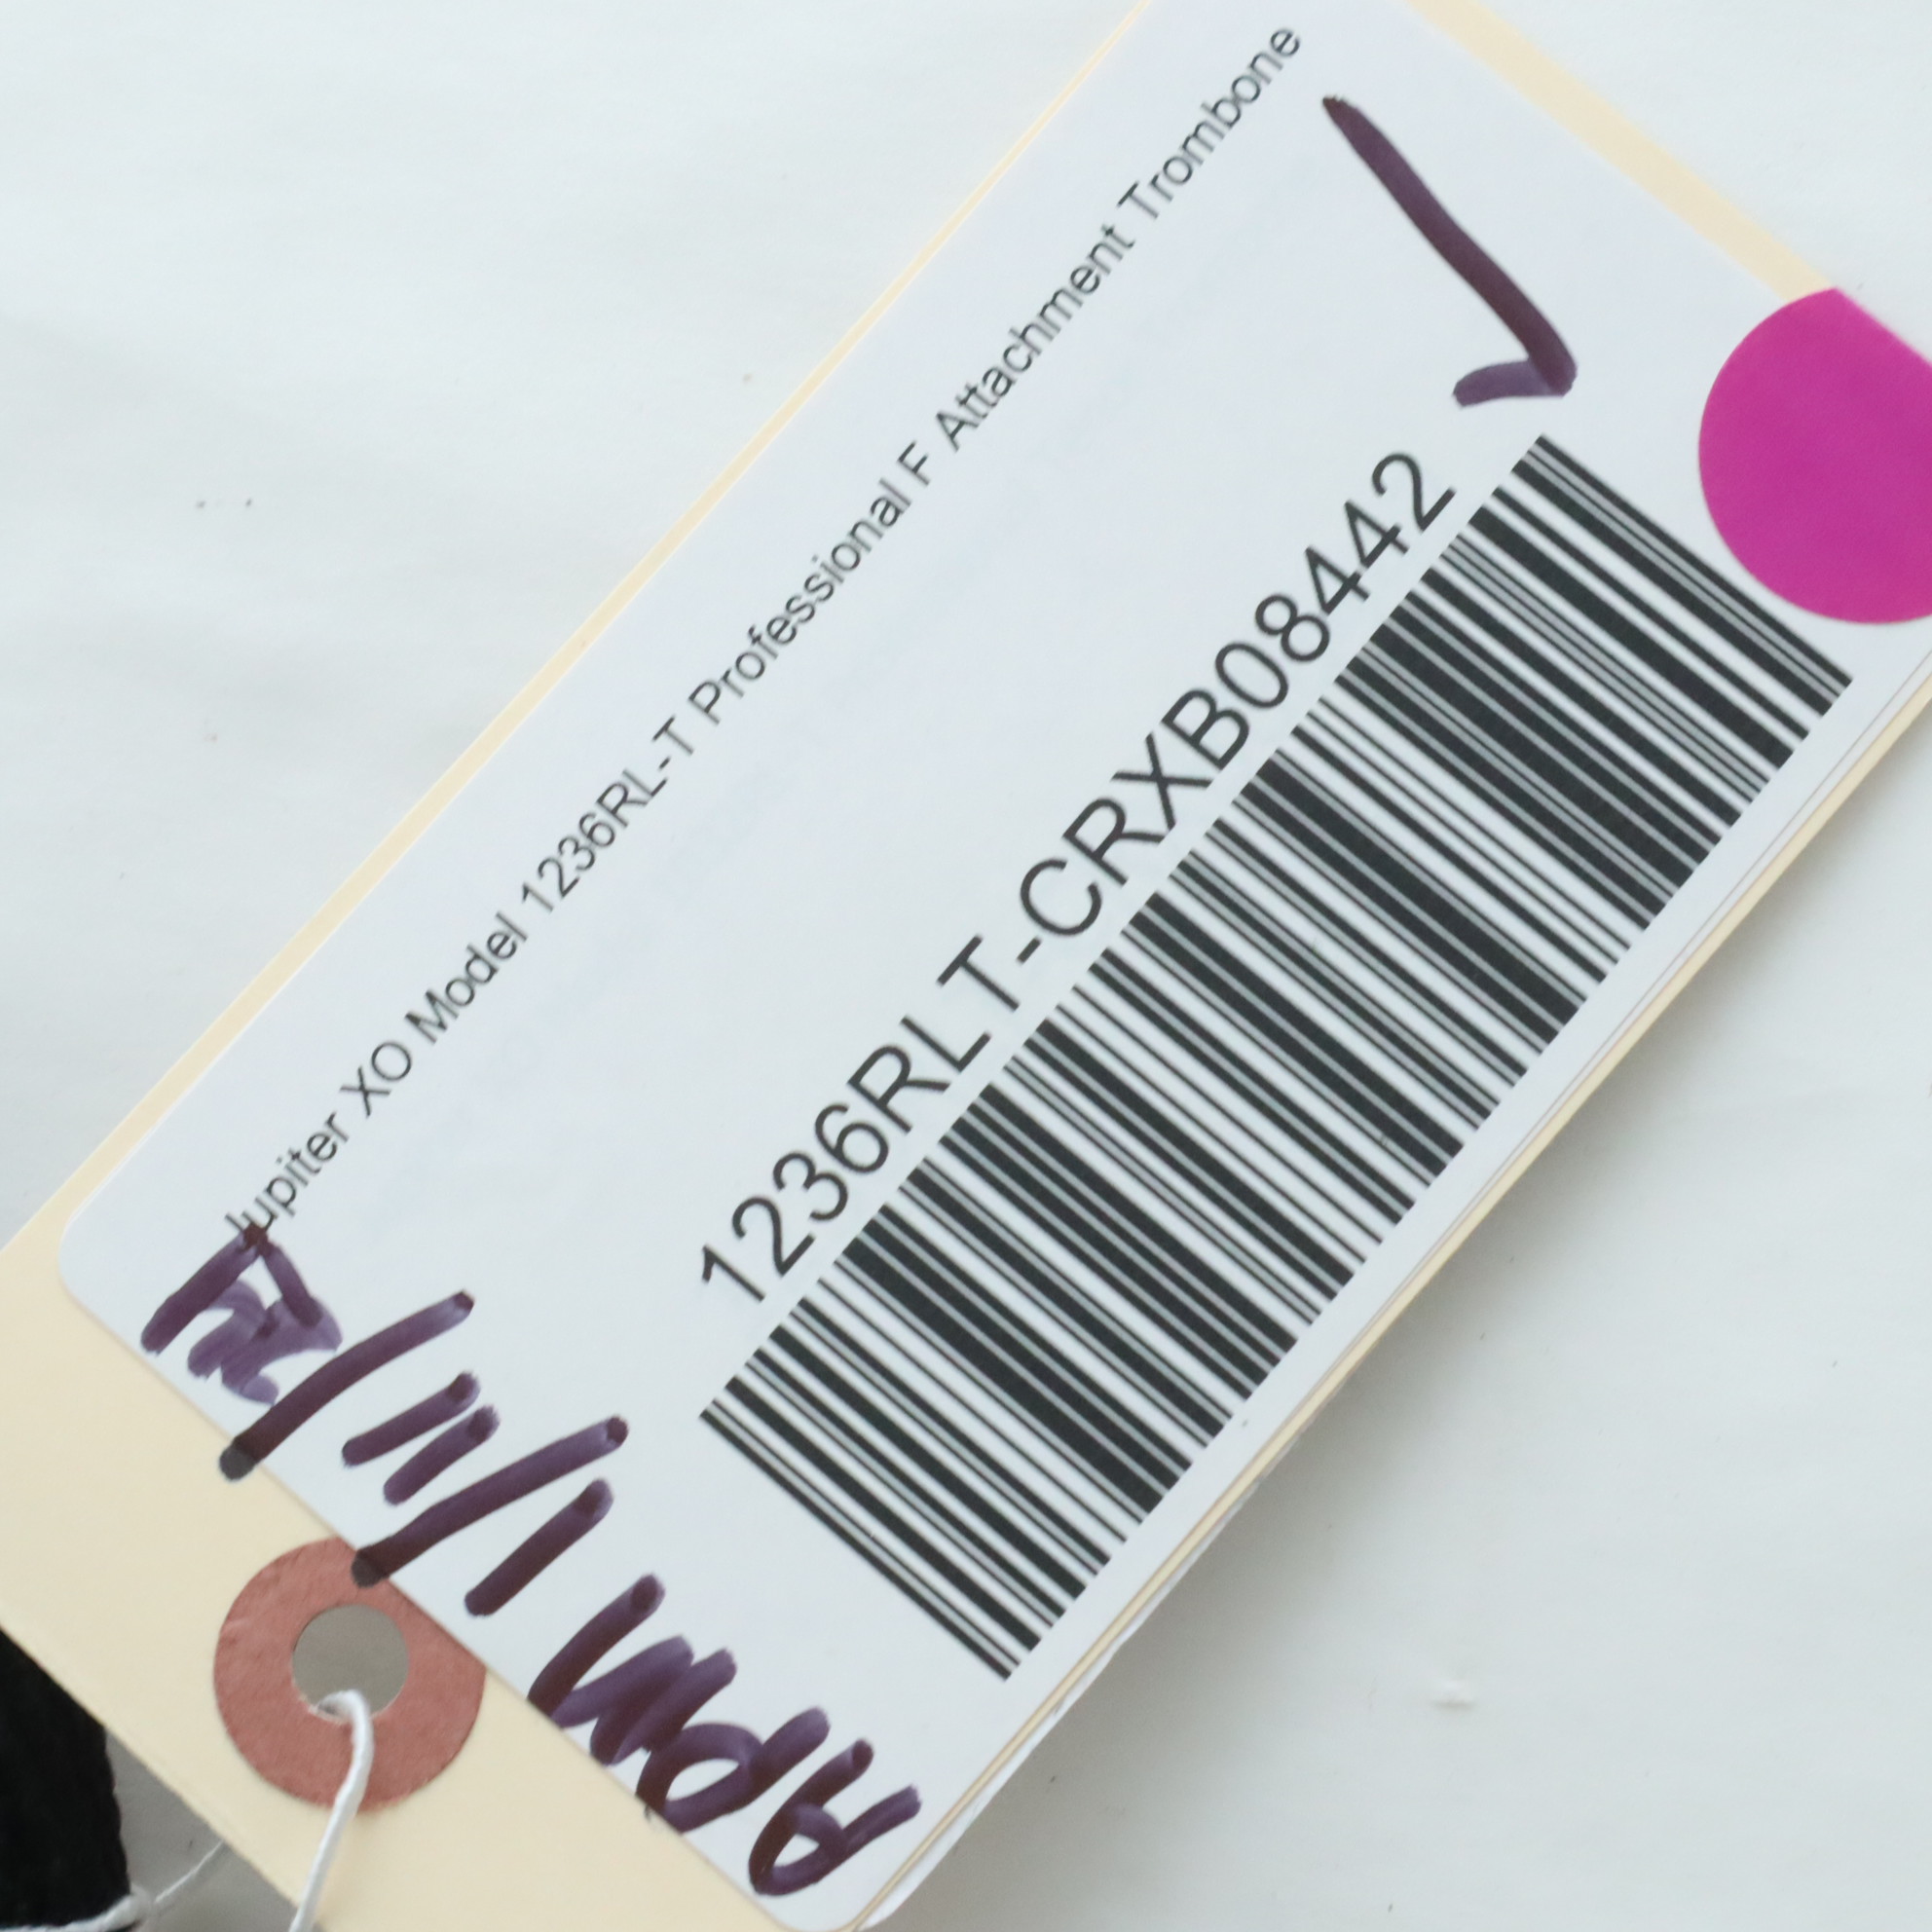 Jupiter XO Model 1236RL-T Professional F Attachment Trombone
1236RLT-CRXB08442